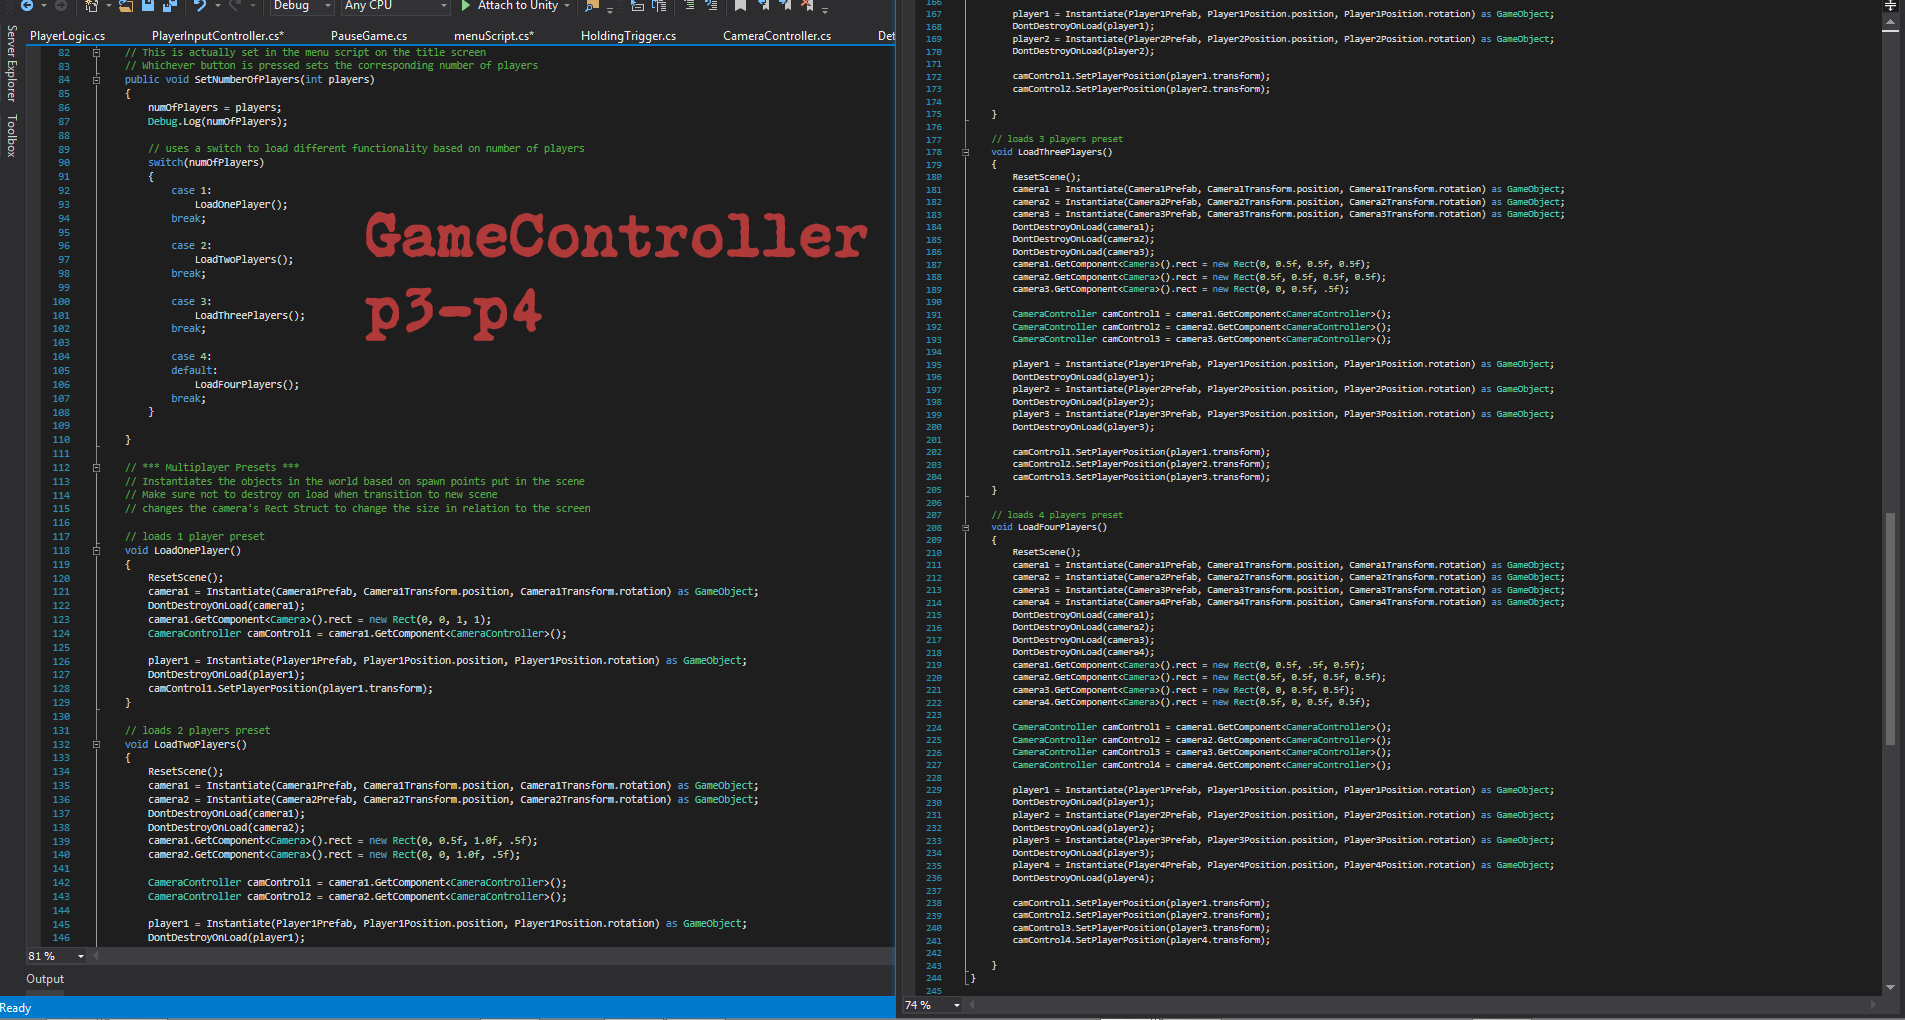 Debug
Any CPU
Attach to Unity
PlayerLogic.cs
PlayerInputController.cs*
PauseGame.cs
menuScript.cs*
HoldingTrigger.cs
CameraController.cs
Det
Server Explorer
Toolbox
82 // This is actually set in the menu script on the title screen
83 // Whichever button is pressed sets the corresponding number of players
84 public void SetNumberOfPlayers(int players)
85 {
86 numOfPlayers = players;
87 Debug.Log(numOfPlayers);
88
89 // uses a switch to load different functionality based on number of players
90 switch(numOfPlayers)
91 {
92 case 1:
93 LoadOnePlayer();
94 break;
95
96 case 2:
97 LoadTwoPlayers();
98 break;
99
100 case 3:
101 LoadThreePlayers();
102 break;
103
104 case 4:
105 default:
106 LoadFourPlayers();
107 break;
108 }
109
110 }
111
112 // *** Multiplayer Presets ***
113 // Instantiates the objects in the world based on spawn points put in the scene
114 // Make sure not to destroy on load when transition to new scene
115 // changes the camera's Rect Struct to change the size in relation to the screen
116
117 // loads 1 player preset
118 void LoadOnePlayer()
119 {
120 ResetScene();
121 camera1 = Instantiate(Camera1Prefab, Camera1Transform.position, Camera1Transform.rotation) as GameObject;
122 DontDestroyOnLoad(camera1);
123 camera1.GetComponent<Camera>().rect = new Rect(0, 0, 1, 1);
124 CameraController camControl1 = camera1.GetComponent<CameraController>();
125
126 player1 = Instantiate(Player1Prefab, Player1Position.position, Player1Position.rotation) as GameObject;
127 DontDestroyOnLoad(player1);
128 camControl1.SetPlayerPosition(player1.transform);
129 }
130
131 // loads 2 players preset
132 void LoadTwoPlayers()
133 {
134 ResetScene();
135 camera1 = Instantiate(Camera1Prefab, Camera1Transform.position, Camera1Transform.rotation) as GameObject;
136 camera2 = Instantiate(Camera2Prefab, Camera2Transform.position, Camera2Transform.rotation) as GameObject;
137 DontDestroyOnLoad(camera1);
138 DontDestroyOnLoad(camera2);
139 camera1.GetComponent<Camera>().rect = new Rect(0, 0.5f, 1.0f, .5f);
140 camera2.GetComponent<Camera>().rect = new Rect(0, 0, 1.0f, .5f);
141
142 CameraController camControl1 = camera1.GetComponent<CameraController>();
143 CameraController camControl2 = camera2.GetComponent<CameraController>();
144
145 player1 = Instantiate(Player1Prefab, Player1Position.position, Player1Position.rotation) as GameObject;
146 DontDestroyOnLoad(player1);
GameController
p3-p4
81 %
Output
Ready
166
167 player1 = Instantiate(Player1Prefab, Player1Position.position, Player1Position.rotation) as GameObject;
168 DontDestroyOnLoad(player1);
169 player2 = Instantiate(Player2Prefab, Player2Position.position, Player2Position.rotation) as GameObject;
170 DontDestroyOnLoad(player2);
171
172 camControl1.SetPlayerPosition(player1.transform);
173 camControl2.SetPlayerPosition(player2.transform);
174
175 }
176
177 // loads 3 players preset
178 void LoadThreePlayers()
179 {
180 ResetScene();
181 camera1 = Instantiate(Camera1Prefab, Camera1Transform.position, Camera1Transform.rotation) as GameObject;
182 camera2 = Instantiate(Camera2Prefab, Camera2Transform.position, Camera2Transform.rotation) as GameObject;
183 camera3 = Instantiate(Camera3Prefab, Camera3Transform.position, Camera3Transform.rotation) as GameObject;
184 DontDestroyOnLoad(camera1);
185 DontDestroyOnLoad(camera2);
186 DontDestroyOnLoad(camera3);
187 camera1.GetComponent<Camera>().rect = new Rect(0, 0.5f, 0.5f, 0.5f);
188 camera2.GetComponent<Camera>().rect = new Rect(0.5f, 0.5f, 0.5f, 0.5f);
189 camera3.GetComponent<Camera>().rect = new Rect(0, 0, 0.5f, .5f);
190
191 CameraController camControl1 = camera1.GetComponent<CameraController>();
192 CameraController camControl2 = camera2.GetComponent<CameraController>();
193 CameraController camControl3 = camera3.GetComponent<CameraController>();
194
195 player1 = Instantiate(Player1Prefab, Player1Position.position, Player1Position.rotation) as GameObject;
196 DontDestroyOnLoad(player1);
197 player2 = Instantiate(Player2Prefab, Player2Position.position, Player2Position.rotation) as GameObject;
198 DontDestroyOnLoad(player2);
199 player3 = Instantiate(Player3Prefab, Player3Position.position, Player3Position.rotation) as GameObject;
200 DontDestroyOnLoad(player3);
201
202 camControl1.SetPlayerPosition(player1.transform);
203 camControl2.SetPlayerPosition(player2.transform);
204 camControl3.SetPlayerPosition(player3.transform);
205 }
206
207 // loads 4 players preset
208 void LoadFourPlayers()
209 {
210 ResetScene();
211 camera1 = Instantiate(Camera1Prefab, Camera1Transform.position, Camera1Transform.rotation) as GameObject;
212 camera2 = Instantiate(Camera2Prefab, Camera2Transform.position, Camera2Transform.rotation) as GameObject;
213 camera3 = Instantiate(Camera3Prefab, Camera3Transform.position, Camera3Transform.rotation) as GameObject;
214 camera4 = Instantiate(Camera4Prefab, Camera4Transform.position, Camera4Transform.rotation) as GameObject;
215 DontDestroyOnLoad(camera1);
216 DontDestroyOnLoad(camera2);
217 DontDestroyOnLoad(camera3);
218 DontDestroyOnLoad(camera4);
219 camera1.GetComponent<Camera>().rect = new Rect(0, 0.5f, .5f, 0.5f);
220 camera2.GetComponent<Camera>().rect = new Rect(0.5f, 0.5f, 0.5f, 0.5f);
221 camera3.GetComponent<Camera>().rect = new Rect(0, 0, 0.5f, 0.5f);
222 camera4.GetComponent<Camera>().rect = new Rect(0.5f, 0, 0.5f, 0.5f);
223
224 CameraController camControl1 = camera1.GetComponent<CameraController>();
225 CameraController camControl2 = camera2.GetComponent<CameraController>();
226 CameraController camControl3 = camera3.GetComponent<CameraController>();
227 CameraController camControl4 = camera4.GetComponent<CameraController>();
228
229 player1 = Instantiate(Player1Prefab, Player1Position.position, Player1Position.rotation) as GameObject;
230 DontDestroyOnLoad(player1);
231 player2 = Instantiate(Player2Prefab, Player2Position.position, Player2Position.rotation) as GameObject;
232 DontDestroyOnLoad(player2);
233 player3 = Instantiate(Player3Prefab, Player3Position.position, Player3Position.rotation) as GameObject;
234 DontDestroyOnLoad(player3);
235 player4 = Instantiate(Player4Prefab, Player4Position.position, Player4Position.rotation) as GameObject;
236 DontDestroyOnLoad(player4);
237
238 camControl1.SetPlayerPosition(player1.transform);
239 camControl2.SetPlayerPosition(player2.transform);
240 camControl3.SetPlayerPosition(player3.transform);
241 camControl4.SetPlayerPosition(player4.transform);
242
243 }
244 }
245
74 %